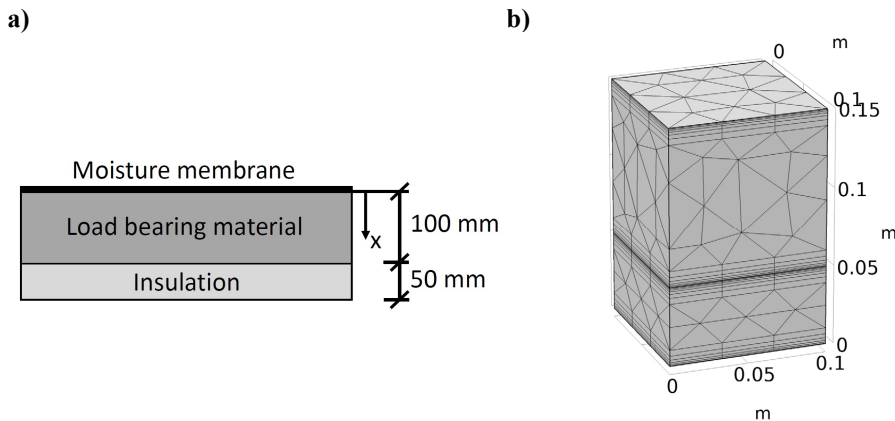 a)
b)
Moisture membrane
Load bearing material
Insulation
x
100 mm
50 mm
0
m
0.1
0.15
0.1
m
0.05
0
0.1
0.05
0
m